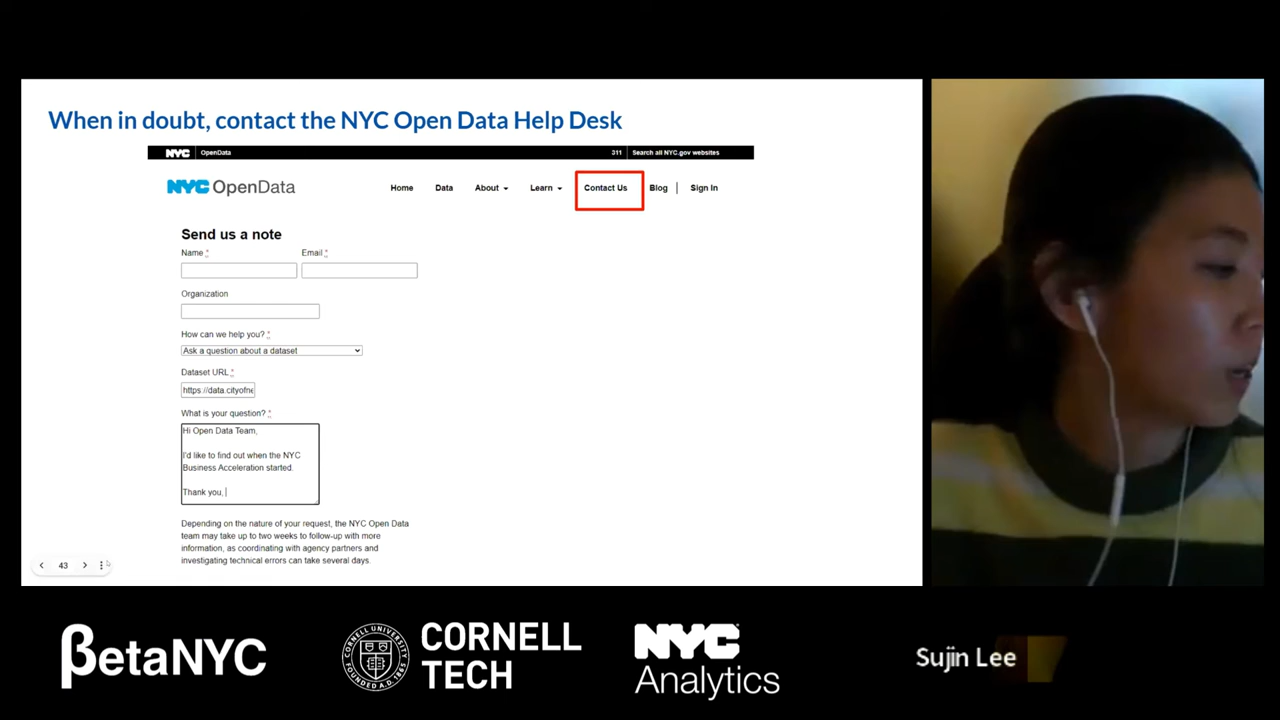 When in doubt, contact the NYC Open Data Help Desk
NYC OpenData 311 Search all NYC.gov websites
NYC OpenData Home Data About Learn Contact Us Blog Sign In
Send us a note
Name * Email *
Organization
How can we help you? *
Ask a question about a dataset
Dataset URL *
https://data.cityofne
What is your question? *
Hi Open Data Team,
I'd like to find out when the NYC
Business Acceleration started.
Thank you,
Depending on the nature of your request, the NYC Open Data
team may take up to two weeks to follow-up with more
information, as coordinating with agency partners and
investigating technical errors can take several days.
43
βetaNYC
CORNELL UNIVERSITY
FOUNDED A.D. 1865
CORNELL
TECH
NYC
Analytics
Sujin Lee